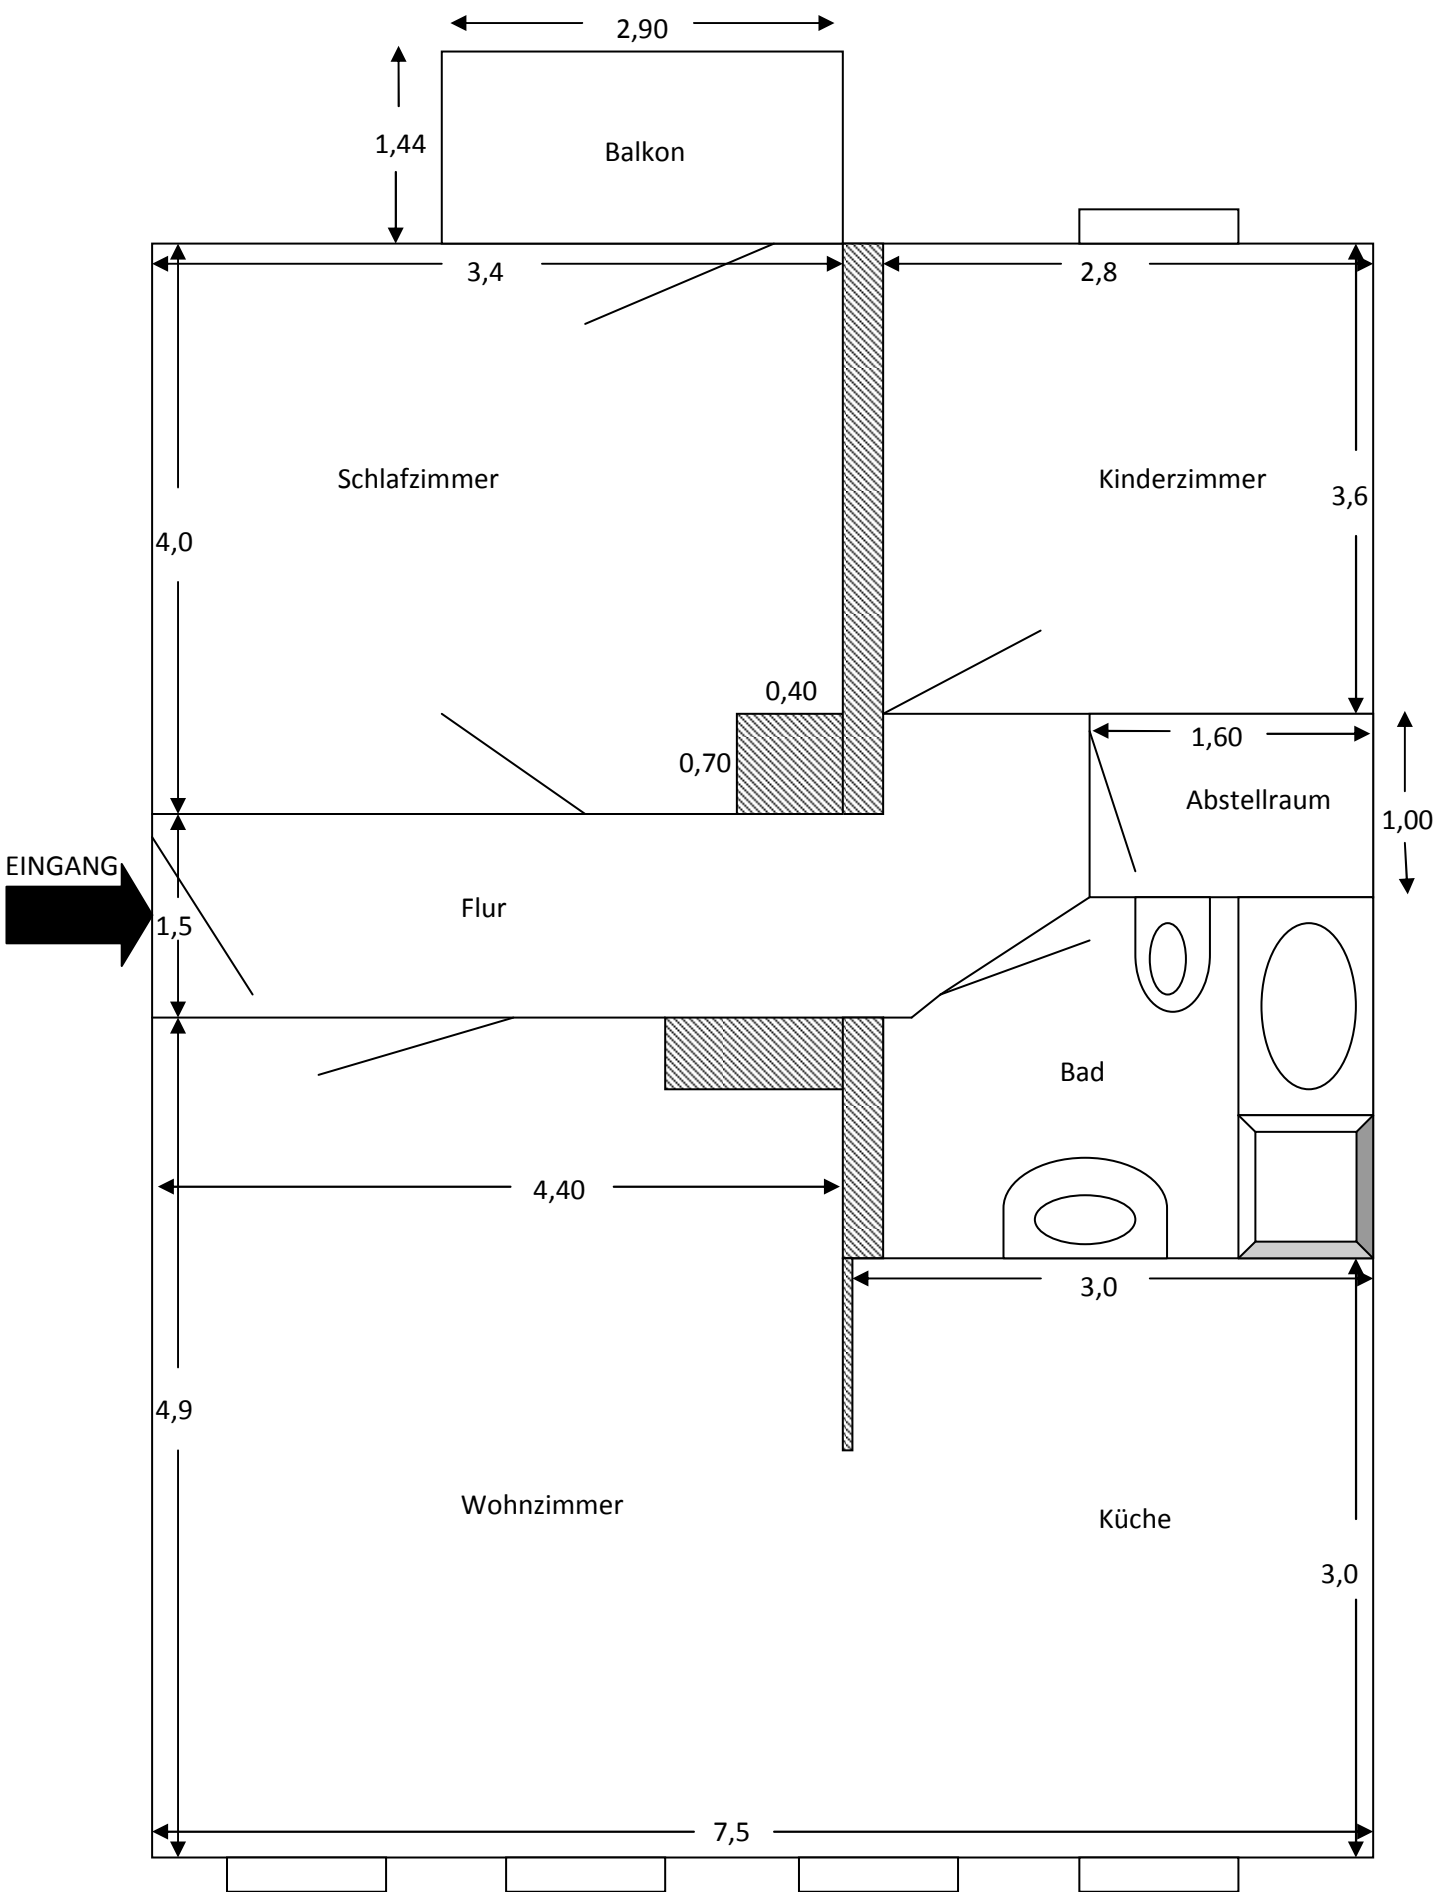 2,90
1,44
Balkon
3,4
2,8
Schlafzimmer
Kinderzimmer
3,6
4,0
0,40
0,70
1,60
Abstellraum
1,00
EINGANG
Flur
1,5
Bad
4,40
3,0
4,9
Wohnzimmer
Küche
3,0
7,5